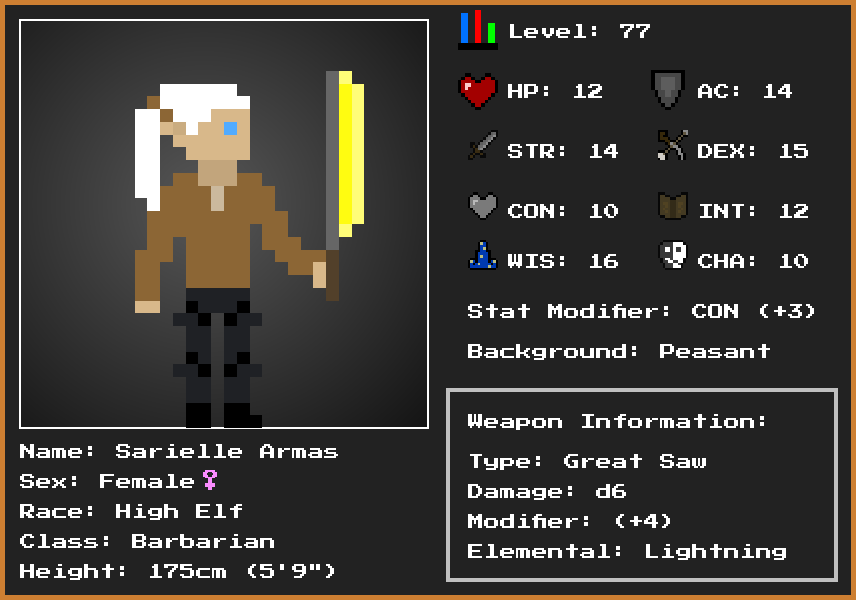 Level: 77
HP: 12 AC: 14
STR: 14 DEX: 15
CON: 10 INT: 12
WIS: 16 CHA: 10
Stat Modifier: CON (+3)
Background: Peasant
Name: Sarielle Armas
Sex: Female♀
Race: High Elf
Class: Barbarian
Height: 175cm (5'9")
Weapon Information:
Type: Great Saw
Damage: d6
Modifier: (+4)
Elemental: Lightning